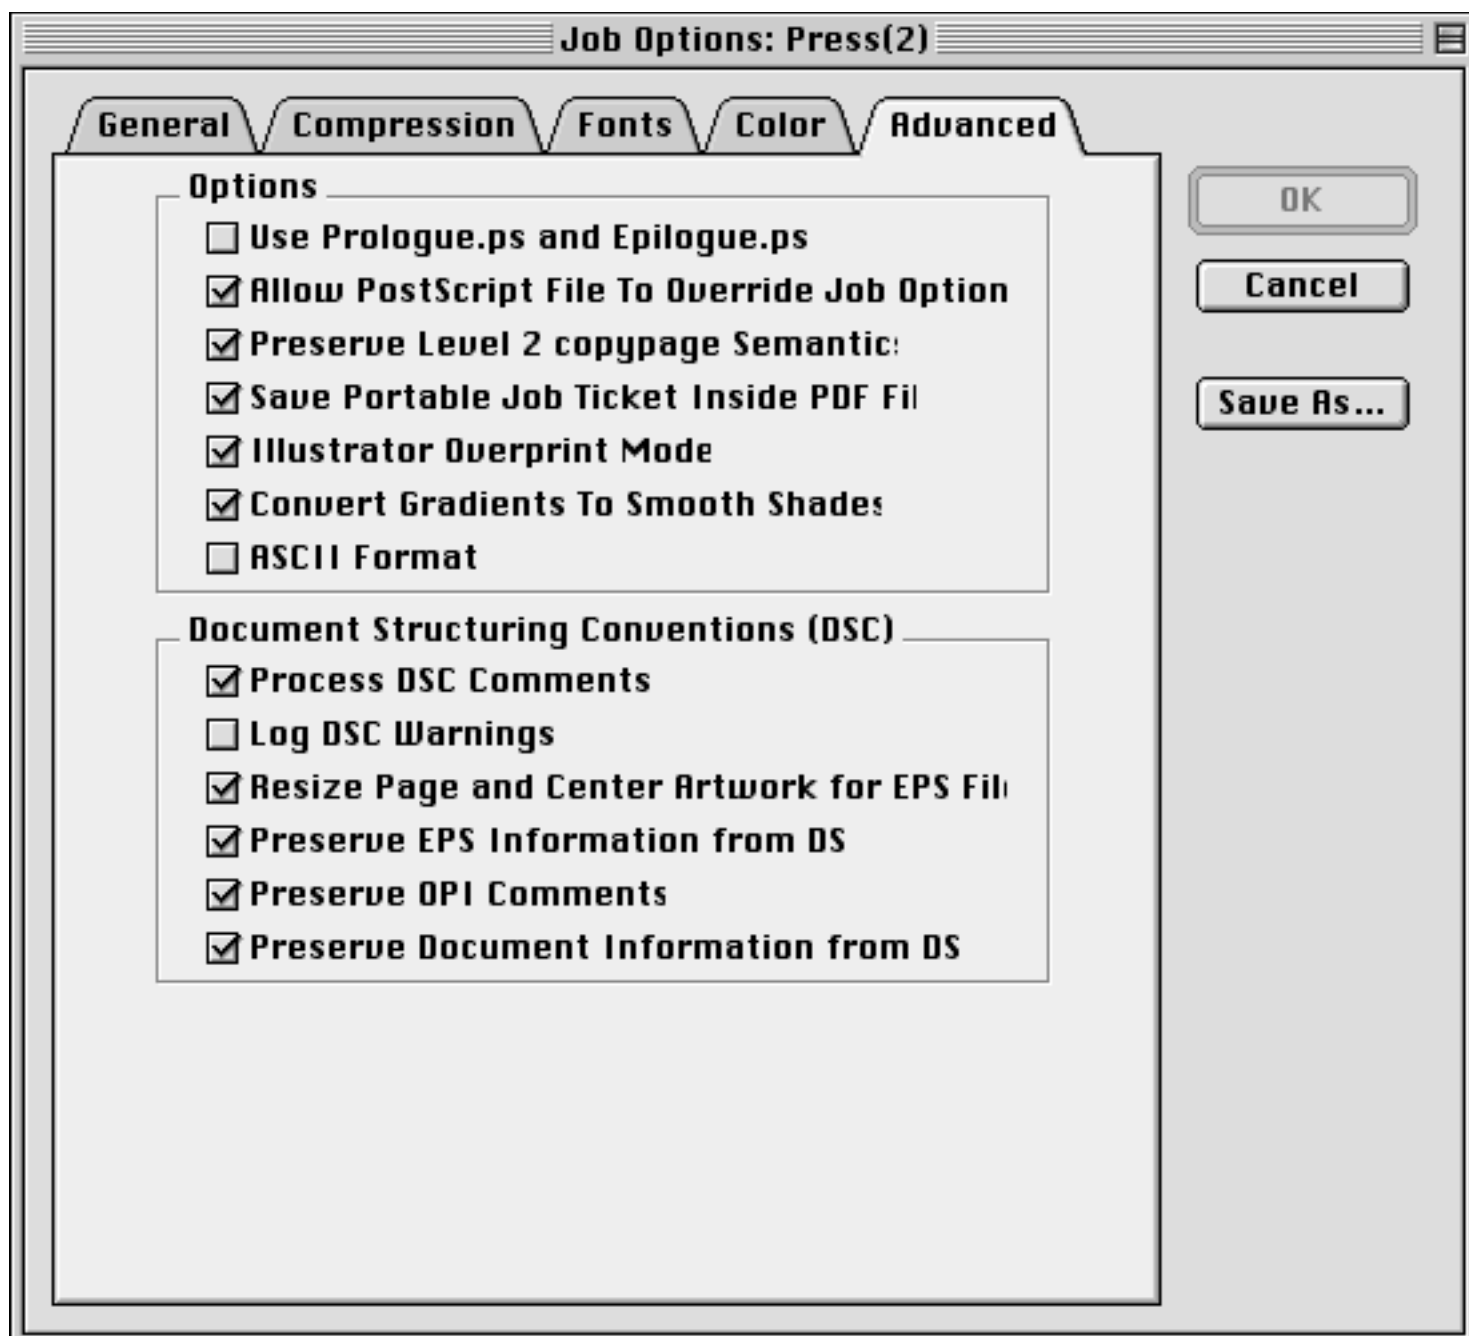 Job Options: Press(2)
General Compression Fonts Color Advanced
Options
Use Prologue.ps and Epilogue.ps
Allow PostScript File To Override Job Option
Preserve Level 2 copypage Semantics
Save Portable Job Ticket Inside PDF Fil
Illustrator Overprint Mode
Convert Gradients To Smooth Shades
ASCII Format
OK
Cancel
Save As...
Document Structuring Conventions (DSC)
Process DSC Comments
Log DSC Warnings
Resize Page and Center Artwork for EPS Fil
Preserve EPS Information from DS
Preserve OPI Comments
Preserve Document Information from DS